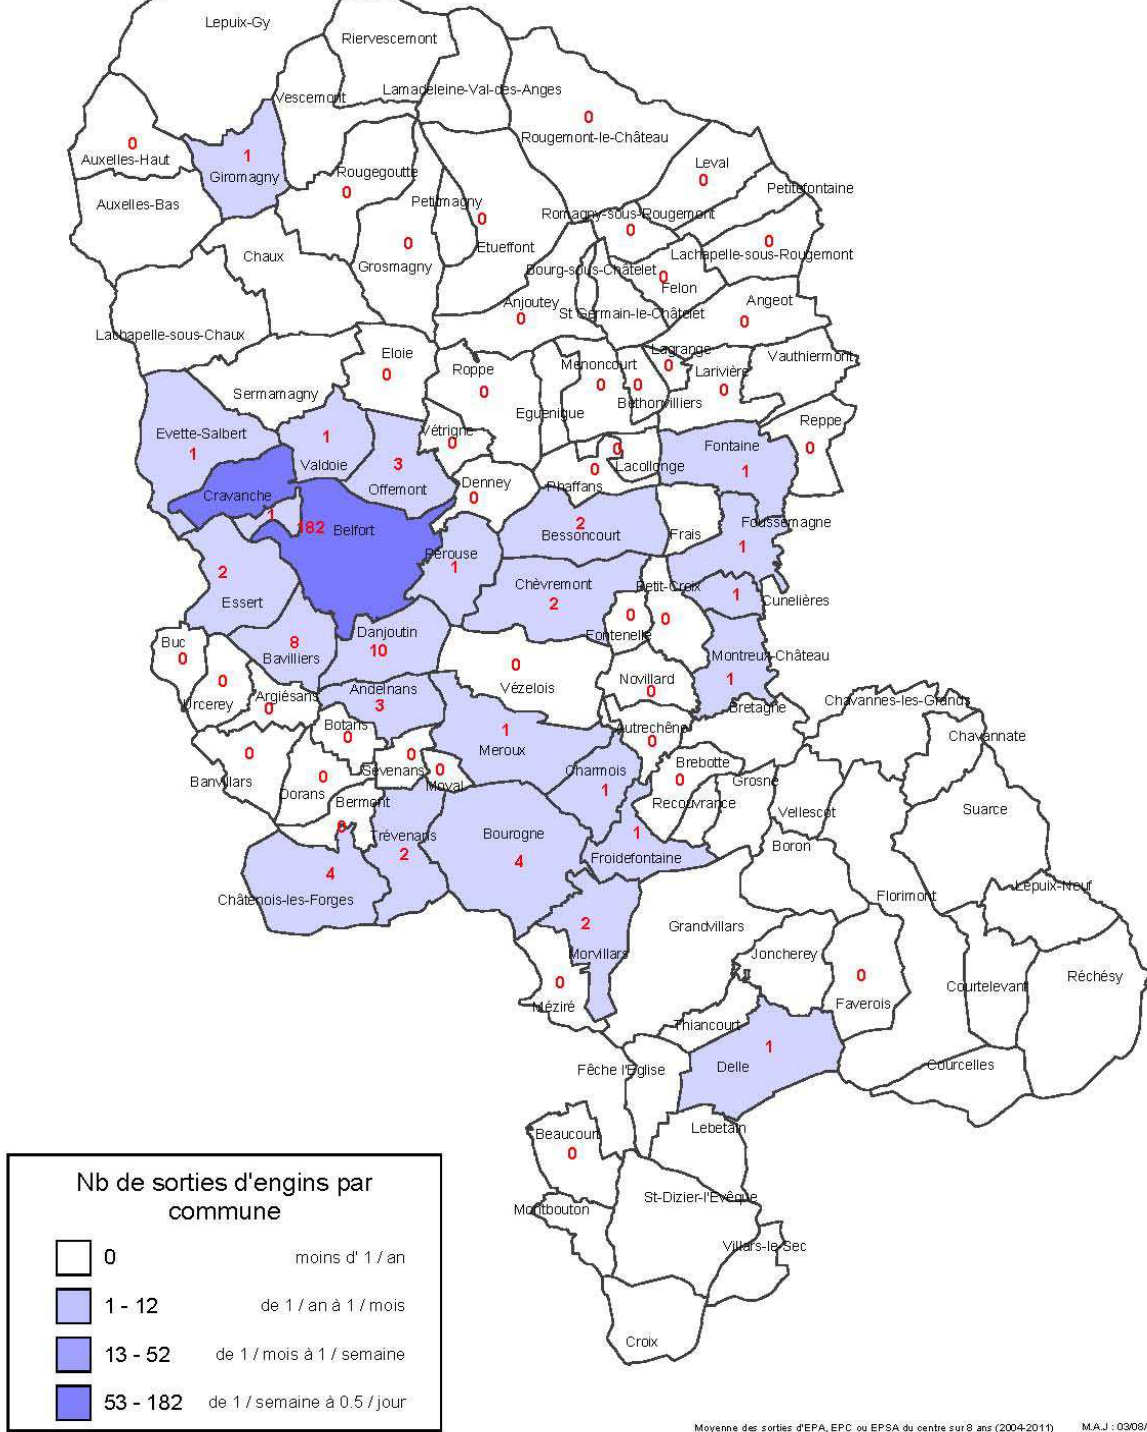 Lepuix-Gy
Riervescemont
Lamadeleine-Val-des-Anges
Vescemont
0
Rougemont-le-Château
0
Auxelles-Haut
1
Giromagny
Rougegoutte
0
Leval
0
Petitefontaine
Auxelles-Bas
Petitmagny
0
Etueffont
Romagny-sous-Rougemont
0
0
Lachapelle-sous-Rougemont
Chaux
0
Grosmagny
Bourg-sous-Châtelet
0
Felon
Anjoutey
0
St Germain-le-Châtelet
Angeot
0
Lachapelle-sous-Chaux
Eloie
0
Sermamagny
Roppe
0
Eguenigue
Menoncourt
0
0
Bethonvilliers
Lagrange
0
Larivière
0
Vauthiermont
Reppe
0
Evette-Salbert
1
1
Valdoie
3
Offemont
Vétrigne
0
0
0
Phaffans
Lacollonge
Fontaine
1
Denney
0
Cravanche
1
182
Belfort
2
Bessoncourt
Frais
Foussemagne
1
Pérouse
1
2
Essert
Chèvremont
2
Petit-Croix
0
0
Fontenelle
1
Cunelières
Buc
0
8
Bavilliers
Danjoutin
10
0
Vézelois
Montreux-Château
1
0
Urcerey
Argiésans
0
Andelnans
3
Novillard
0
Bretagne
Chavannes-les-Grands
Chavannate
Botans
0
1
Meroux
Autrechêne
0
0
Banvillars
0
Dorans
0
Sévenans
0
Moval
Charmois
1
Brebotte
0
Recouvrance
Grosne
Vellescot
Suarce
Bermont
0
Trévenans
2
Bourogne
4
1
Froidefontaine
Boron
4
Châtenois-les-Forges
Florimont
Lepuix-Neuf
2
Morvillars
Grandvillars
Joncherey
0
Faverois
Courtelevant
Réchésy
0
Méziré
Thiancourt
1
Delle
Fêche l'Eglise
Courcelles
Beaucourt
0
Lebetain
Montbouton
St-Dizier-l'Evêque
Villars-le-Sec
Croix
Nb de sorties d'engins par
commune
0 moins d' 1 / an
1 - 12 de 1 / an à 1 / mois
13 - 52 de 1 / mois à 1 / semaine
53 - 182 de 1 / semaine à 0.5 / jour
Moyenne des sorties d'EPA, EPC ou EPSA du centre sur 8 ans (2004-2011) M.A.J : 03/08/